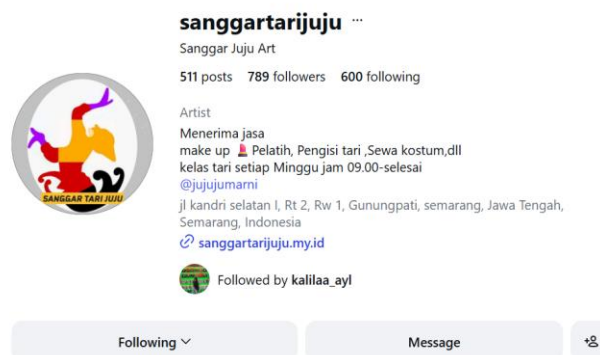 sanggartarijuju ...
Sanggar Juju Art
511 posts 789 followers 600 following
SANGGAR TARI JUJU
Artist
Menerima jasa
make up 💄 Pelatih, Pengisi tari ,Sewa kostum,dll
kelas tari setiap Minggu jam 09.00-selesai
@jujujumarni
jl kandri selatan I, Rt 2, Rw 1, Gunungpati, semarang, Jawa Tengah,
Semarang, Indonesia
sanggartarijuju.my.id
Followed by kalilaa_ayl
Following Message